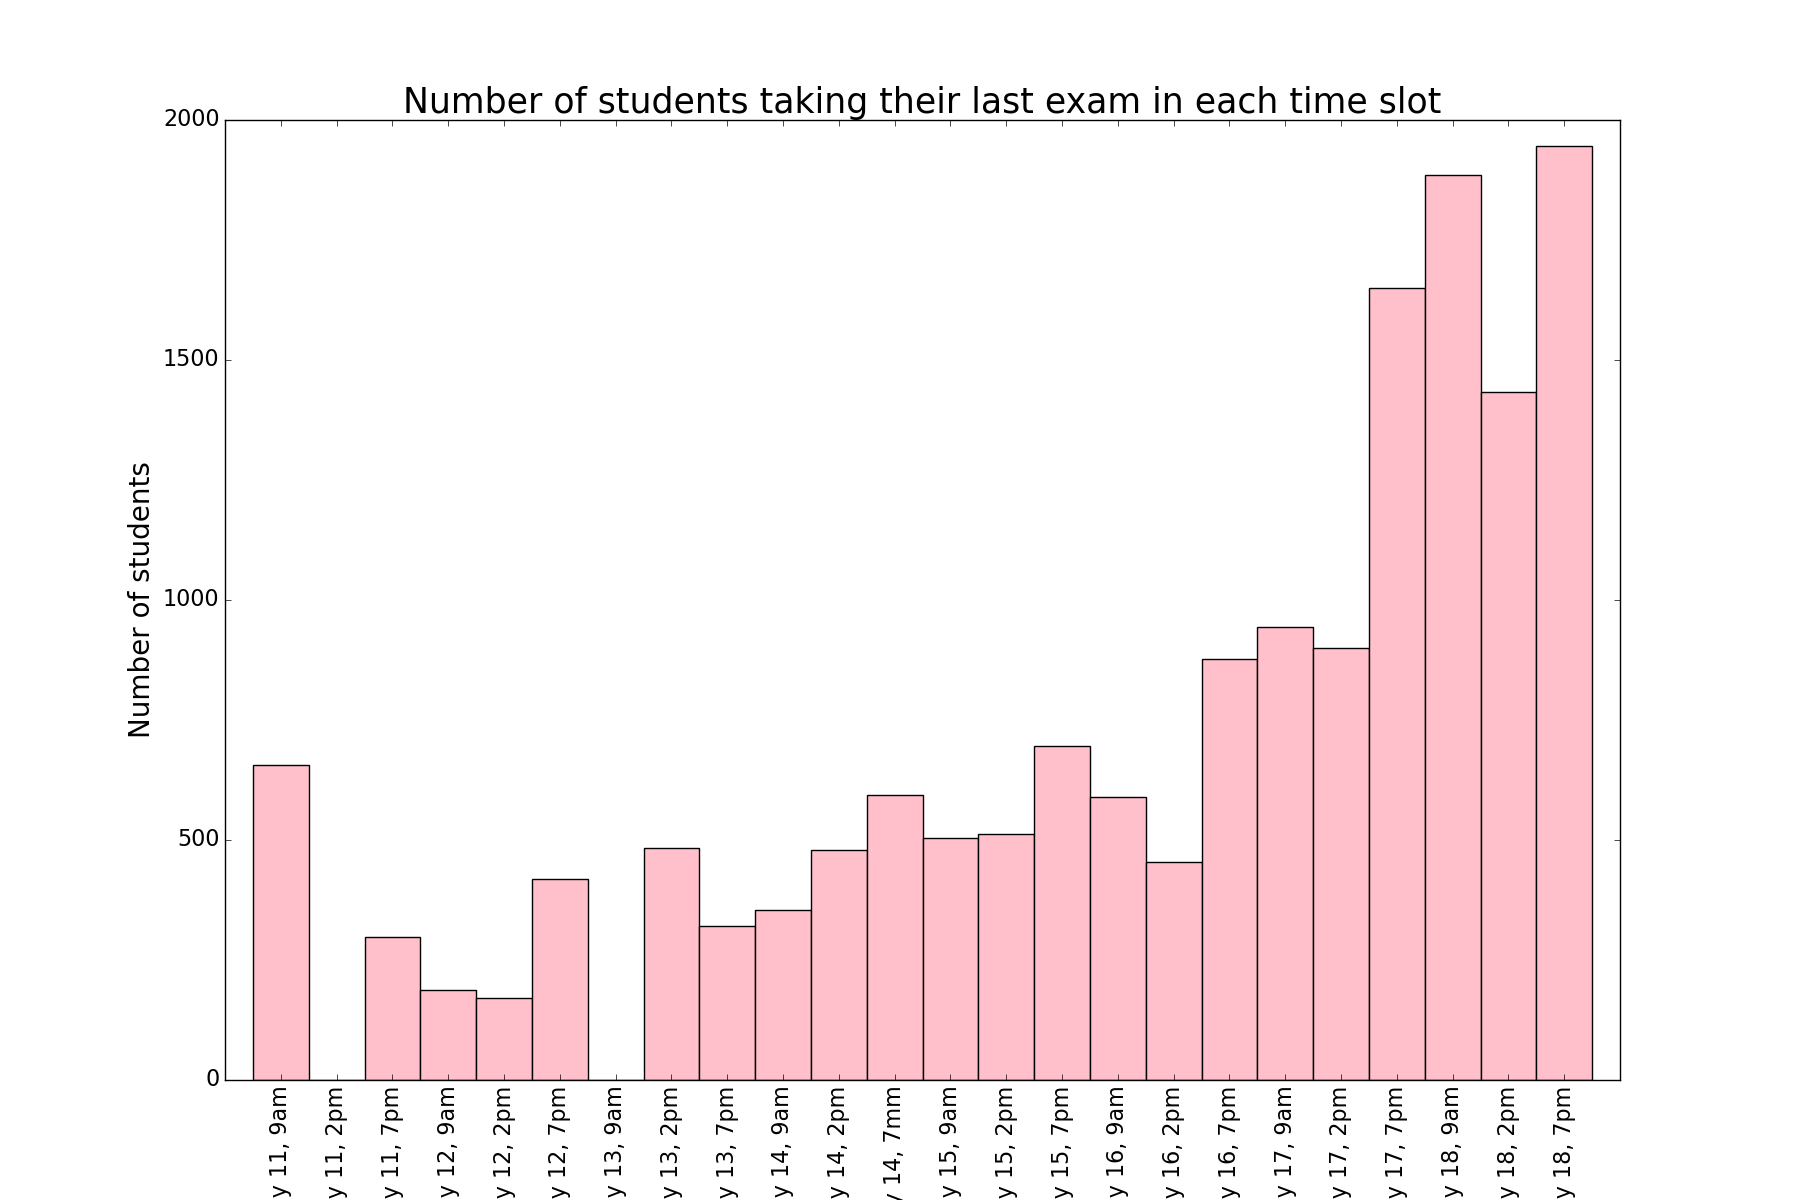 Number of students taking their last exam in each time slot
Number of students
2000
1500
1000
500
0
y 11, 9am
y 11, 2pm
y 11, 7pm
y 12, 9am
y 12, 2pm
y 12, 7pm
y 13, 9am
y 13, 2pm
y 13, 7pm
y 14, 9am
y 14, 2pm
y 14, 7mm
y 15, 9am
y 15, 2pm
y 15, 7pm
y 16, 9am
y 16, 2pm
y 16, 7pm
y 17, 9am
y 17, 2pm
y 17, 7pm
y 18, 9am
y 18, 2pm
y 18, 7pm